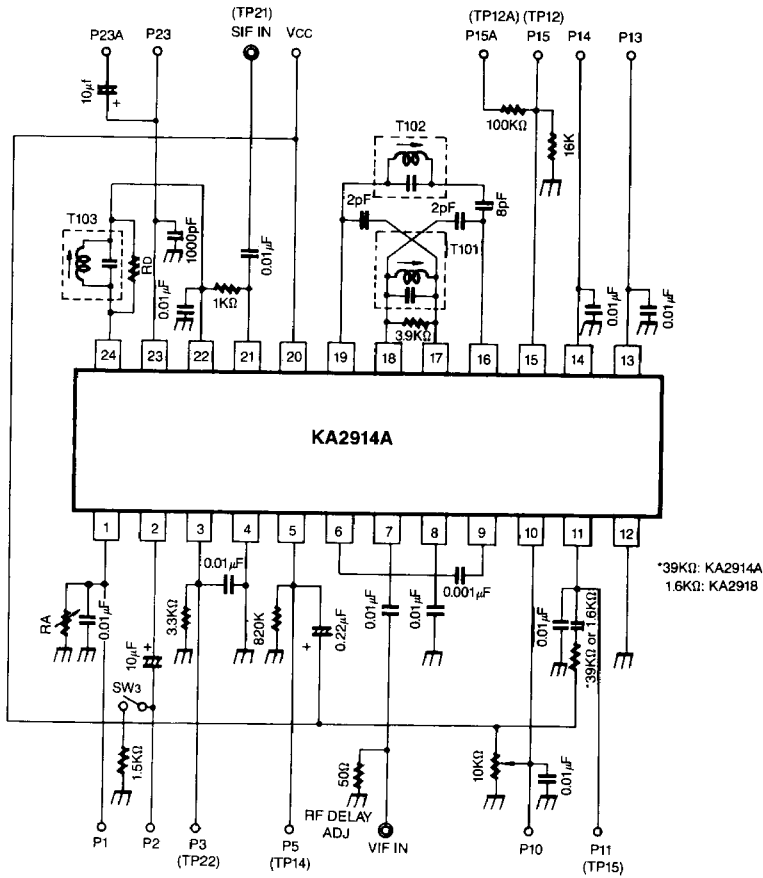 (TP21)
(TP12A) (TP12)
P23A P23 SIF IN VCC P15A P15 P14 P13
10μf
+
100KΩ
16K
T102
2pF 2pF 8pF
T103
T101
1000pF
RD
0.01μF
0.01μF
1KΩ
3.9KΩ
0.01μF
0.01μF
24 23 22 21 20 19 18 17 16 15 14 13
KA2914A
1 2 3 4 5 6 7 8 9 10 11 12
*39KΩ: KA2914A
1.6KΩ: KA2918
0.01μF
0.001μF
RA
0.01μF
10μF
+
3.3KΩ
820K
+
0.22μF
0.01μF
0.01μF
0.01μF
*39KΩ or 1.6KΩ
SW3
1.5KΩ
50Ω
10KΩ
0.01μF
RF DELAY
ADJ
P1 P2 P3 P5 VIF IN P10 P11
(TP22) (TP14) (TP15)